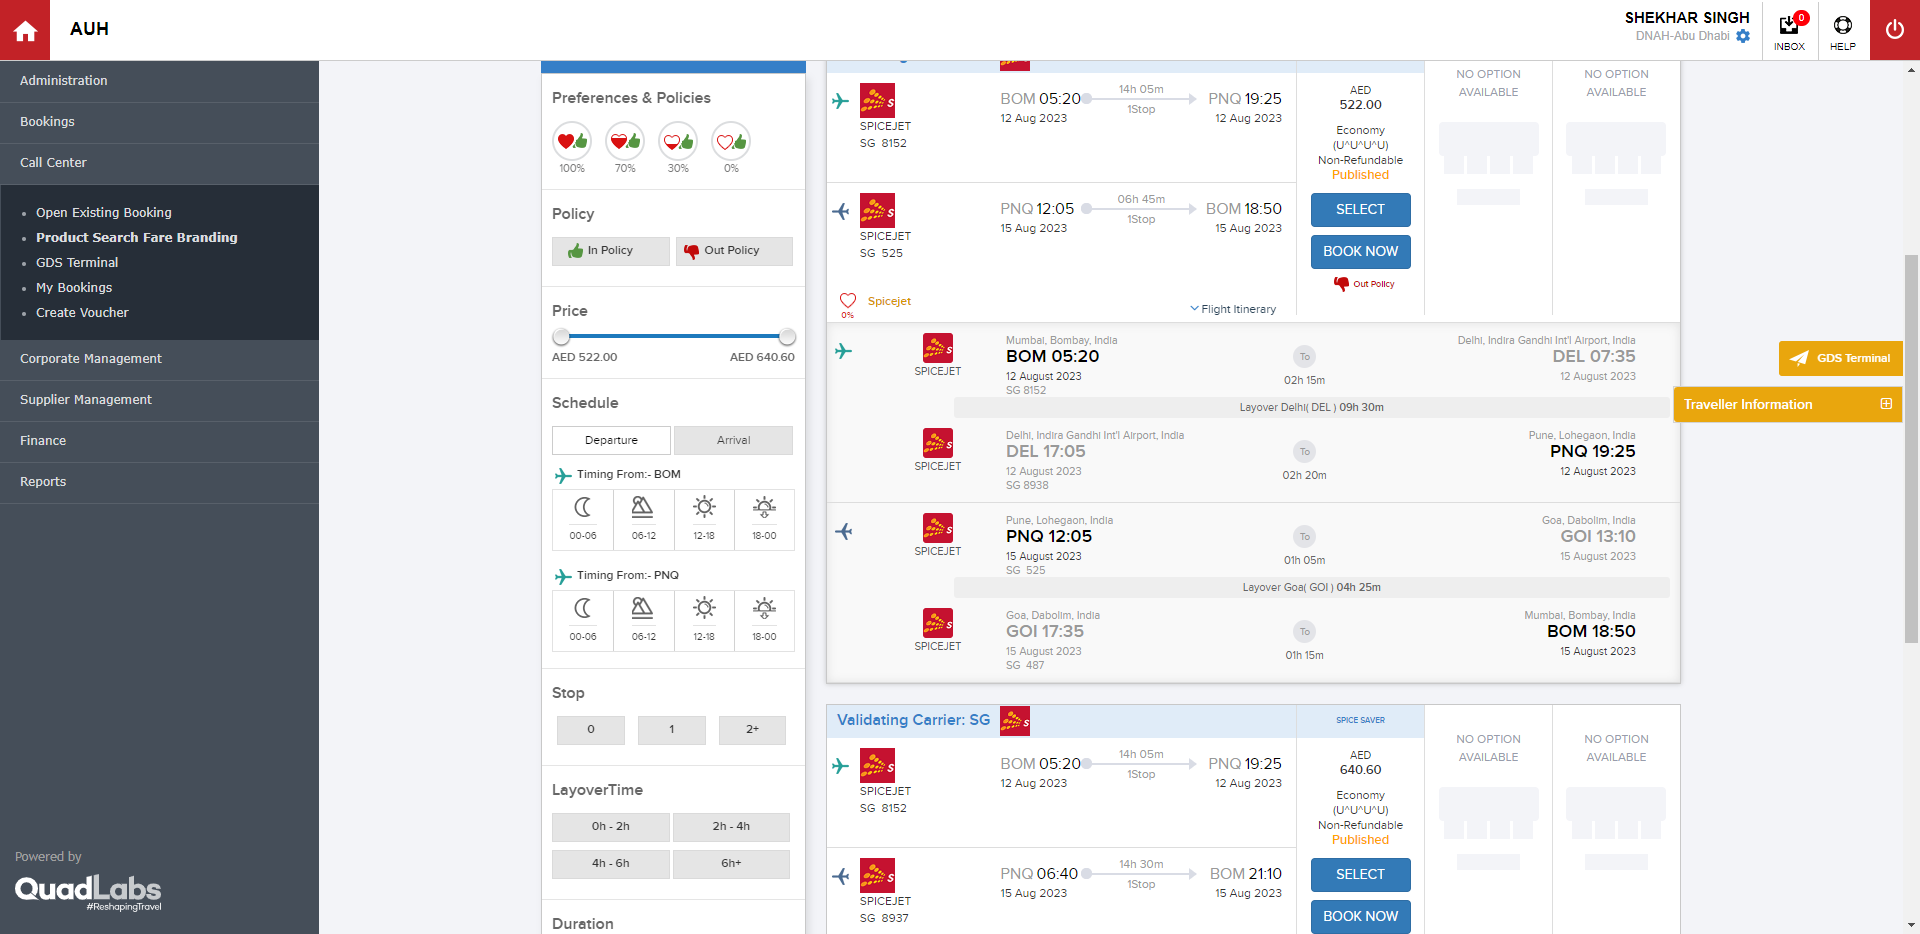 AUH
SHEKHAR SINGH
DNAH-Abu Dhabi
0
INBOX
HELP
Administration
Bookings
Call Center
Open Existing Booking
Product Search Fare Branding
GDS Terminal
My Bookings
Create Voucher
Corporate Management
Supplier Management
Finance
Reports
Powered by
QuadLabs
#ReshapingTravel
Preferences & Policies
100% 70% 30% 0%
Policy
In Policy Out Policy
Price
AED 522.00 AED 640.60
Schedule
Departure Arrival
Timing From:- BOM
00-06 06-12 12-18 18-00
Timing From:- PNQ
00-06 06-12 12-18 18-00
Stop
0 1 2+
LayoverTime
0h - 2h 2h - 4h
4h - 6h 6h+
Duration
BOM 05:20 14h 05m PNQ 19:25
1Stop
12 Aug 2023 12 Aug 2023
SPICEJET
SG 8152
PNQ 12:05 06h 45m BOM 18:50
1Stop
15 Aug 2023 15 Aug 2023
SPICEJET
SG 525
0% Spicejet
Flight Itinerary
AED
522.00
Economy
(U^U^U^U)
Non-Refundable
Published
SELECT
BOOK NOW
Out Policy
NO OPTION
AVAILABLE
NO OPTION
AVAILABLE
Mumbai, Bombay, India Delhi, Indira Gandhi Int'l Airport, India
SPICEJET BOM 05:20 To DEL 07:35
12 August 2023 02h 15m 12 August 2023
SG 8152
Layover Delhi( DEL ) 09h 30m
Delhi, Indira Gandhi Int'l Airport, India Pune, Lohegaon, India
SPICEJET DEL 17:05 To PNQ 19:25
12 August 2023 02h 20m 12 August 2023
SG 8938
Pune, Lohegaon, India Goa, Dabolim, India
SPICEJET PNQ 12:05 To GOI 13:10
15 August 2023 01h 05m 15 August 2023
SG 525
Layover Goa( GOI ) 04h 25m
Goa, Dabolim, India Mumbai, Bombay, India
SPICEJET GOI 17:35 To BOM 18:50
15 August 2023 01h 15m 15 August 2023
SG 487
GDS Terminal
Traveller Information
Validating Carrier: SG
SPICE SAVER
BOM 05:20 14h 05m PNQ 19:25
1Stop
12 Aug 2023 12 Aug 2023
SPICEJET
SG 8152
PNQ 06:40 14h 30m BOM 21:10
1Stop
15 Aug 2023 15 Aug 2023
SPICEJET
SG 8937
AED
640.60
Economy
(U^U^U^U)
Non-Refundable
Published
SELECT
BOOK NOW
NO OPTION
AVAILABLE
NO OPTION
AVAILABLE